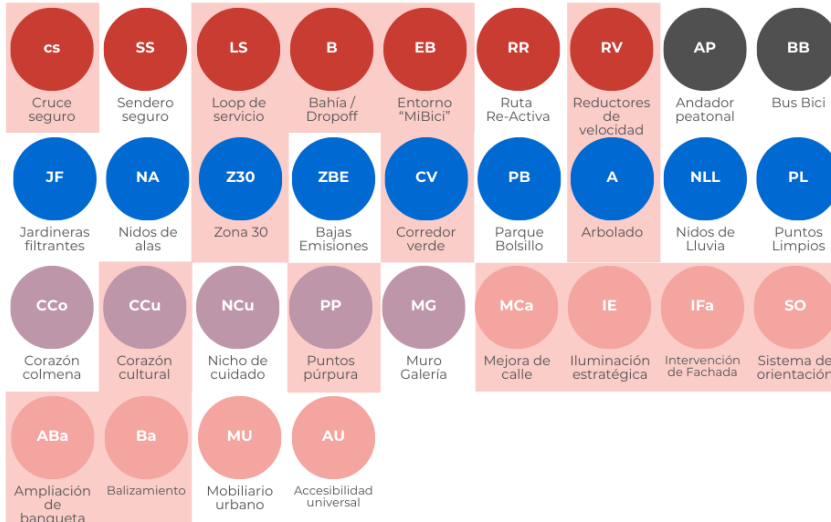 cs
SS
LS
B
EB
RR
RV
AP
BB
Cruce
seguro
Sendero
seguro
Loop de
servicio
Bahía /
Dropoff
Entorno
“MiBici”
Ruta
Re-Activa
Reductores
de
velocidad
Andador
peatonal
Bus Bici
JF
NA
Z30
ZBE
CV
PB
A
NLL
PL
Jardineras
filtrantes
Nidos de
alas
Zona 30
Bajas
Emisiones
Corredor
verde
Parque
Bolsillo
Arbolado
Nidos de
Lluvia
Puntos
Limpios
CCo
CCu
NCu
PP
MG
MCa
IE
IFa
SO
Corazón
colmena
Corazón
cultural
Nicho de
cuidado
Puntos
púrpura
Muro
Galería
Mejora de
calle
Iluminación
estratégica
Intervención
de Fachada
Sistema de
orientación
ABa
Ba
MU
AU
Ampliación
de
banqueta
Balizamiento
Mobiliario
urbano
Accesibilidad
universal